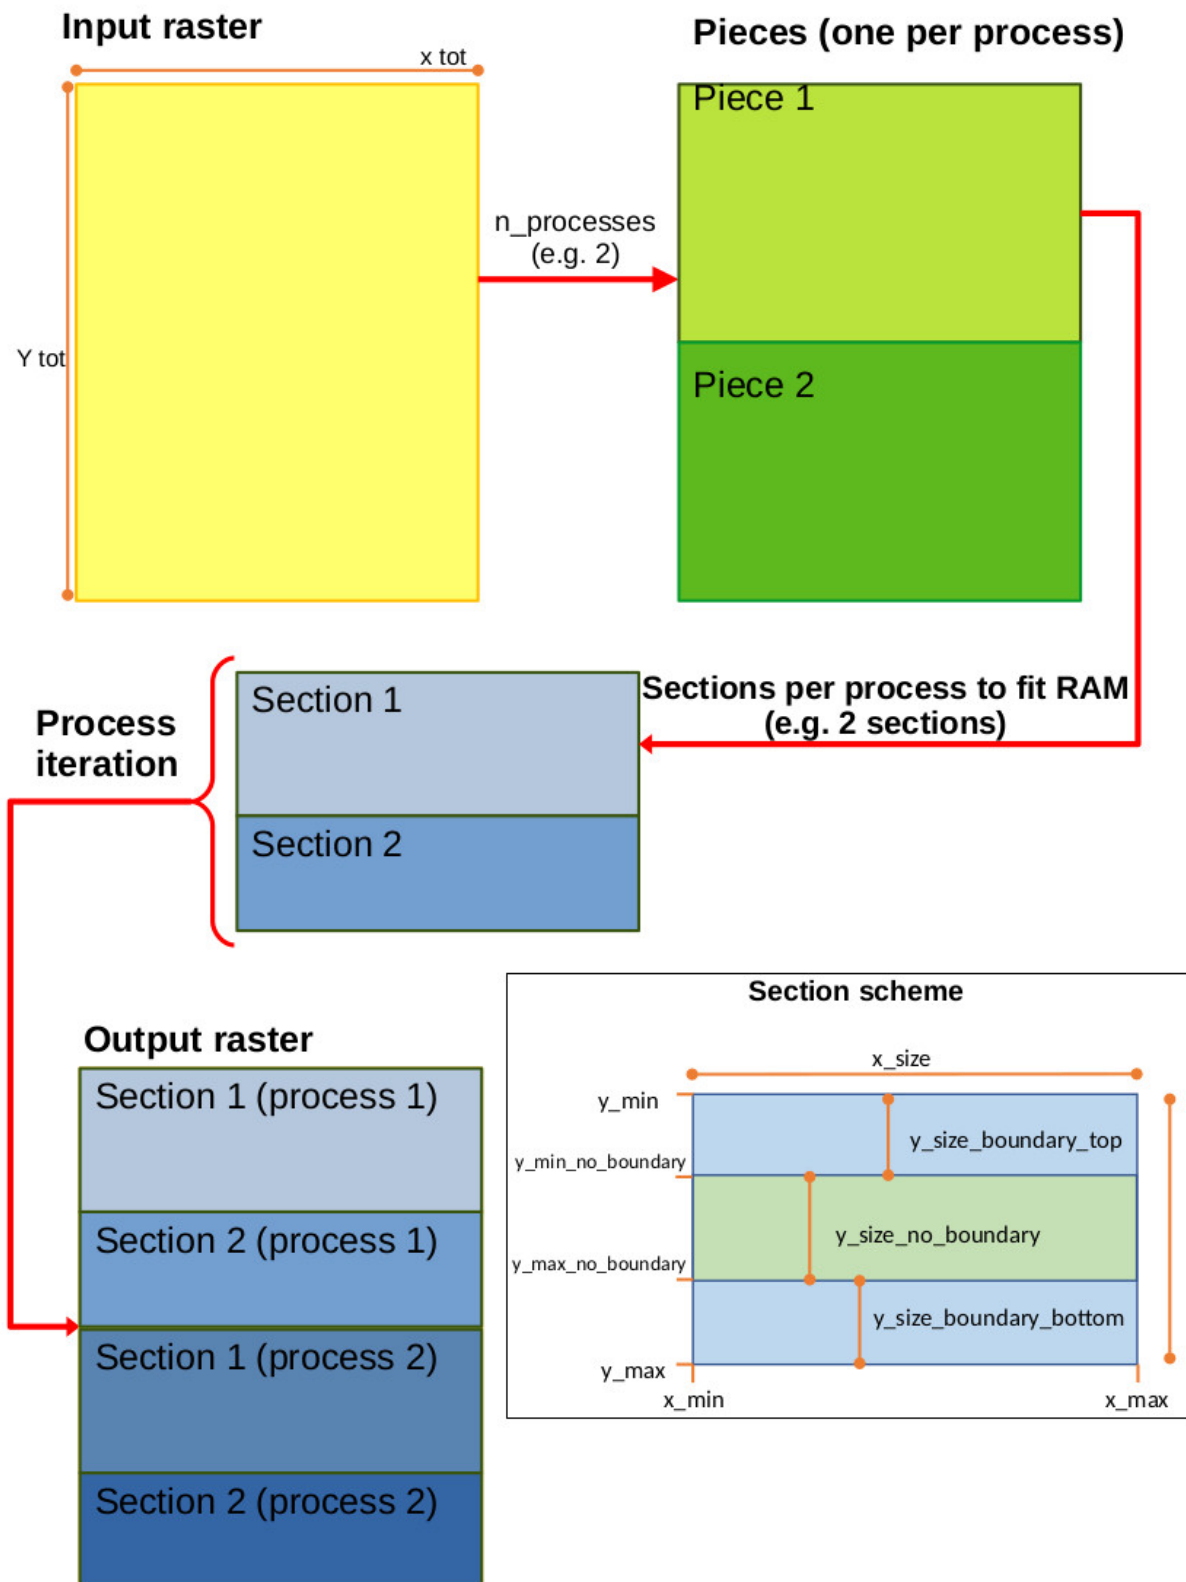 Input raster
Pieces (one per process)
x tot
Piece 1
n_processes
(e.g. 2)
Y tot
Piece 2
Sections per process to fit RAM
(e.g. 2 sections)
Section 1
Process
iteration
Section 2
Section scheme
Output raster
x_size
Section 1 (process 1)
y_min
y_size_boundary_top
y_min_no_boundary
Section 2 (process 1)
y_size_no_boundary
y_max_no_boundary
y_size_boundary_bottom
Section 1 (process 2)
y_max
x_min
x_max
Section 2 (process 2)